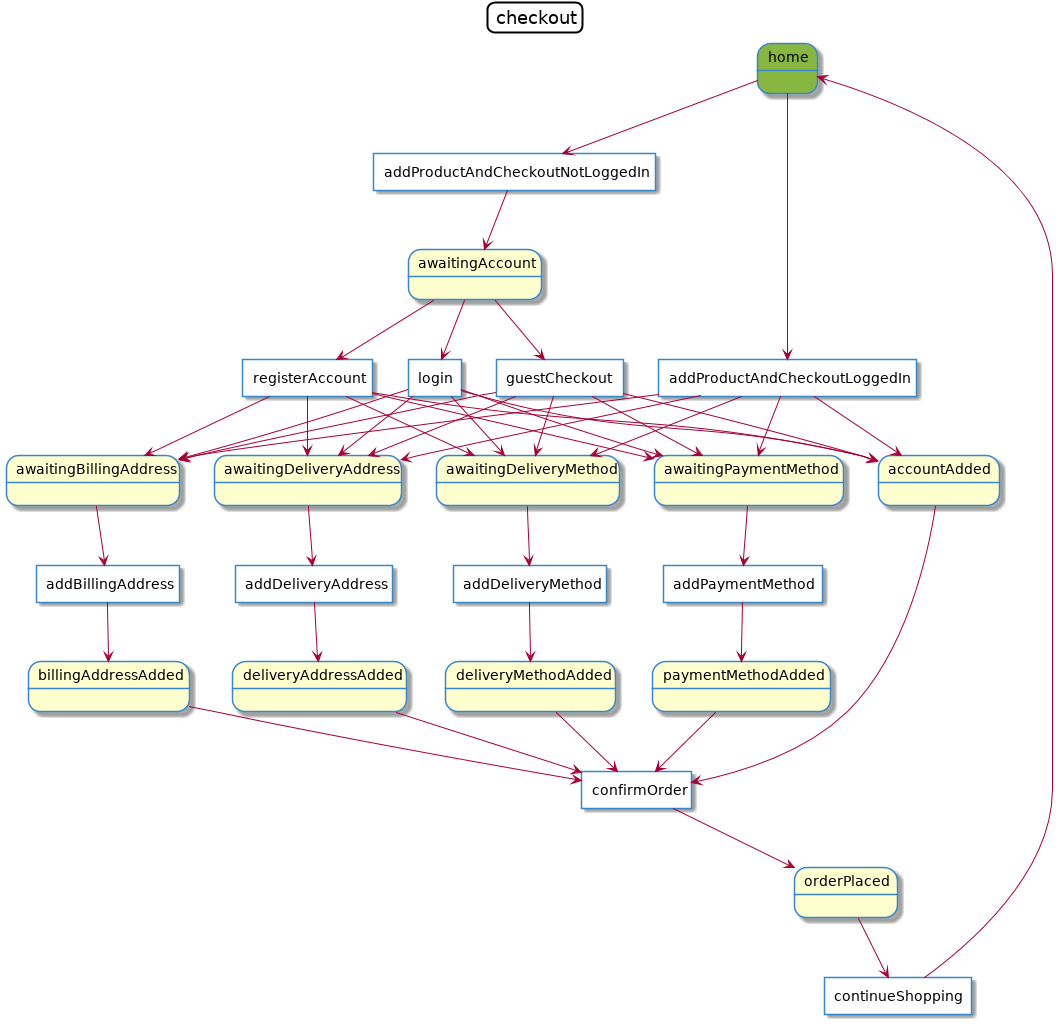 checkout
home
addProductAndCheckoutNotLoggedIn
awaitingAccount
registerAccount
login
guestCheckout
addProductAndCheckoutLoggedIn
awaitingBillingAddress
awaitingDeliveryAddress
awaitingDeliveryMethod
awaitingPaymentMethod
accountAdded
addBillingAddress
addDeliveryAddress
addDeliveryMethod
addPaymentMethod
billingAddressAdded
deliveryAddressAdded
deliveryMethodAdded
paymentMethodAdded
confirmOrder
orderPlaced
continueShopping